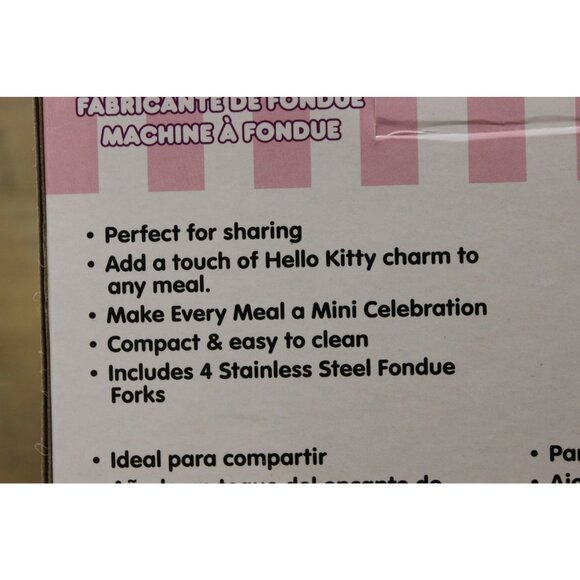 FABRICANTE DE FONDUE
MACHINE À FONDUE
• Perfect for sharing
• Add a touch of Hello Kitty charm to
any meal.
• Make Every Meal a Mini Celebration
• Compact & easy to clean
• Includes 4 Stainless Steel Fondue
Forks
• Ideal para compartir